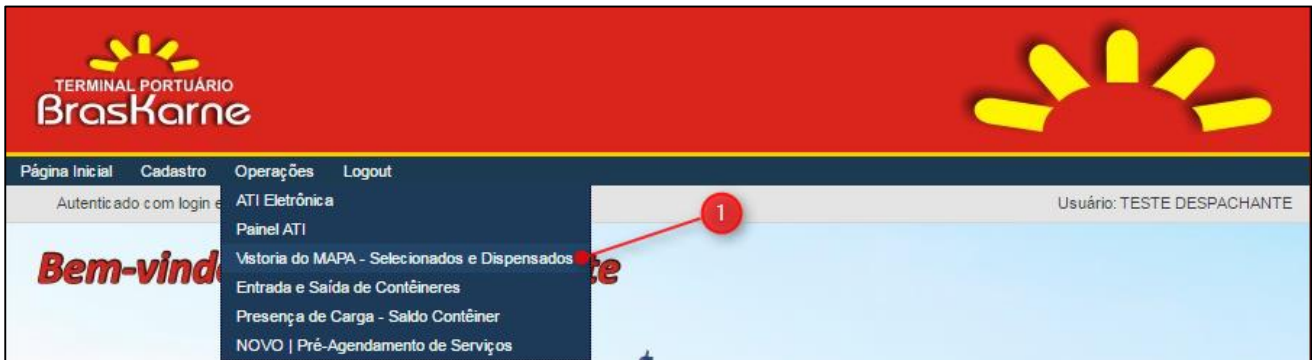 TERMINAL PORTUÁRIO
BrasKarne
Página Inicial Cadastro Operações Logout
Autenticado com login e
Usuário: TESTE DESPACHANTE
ATI Eletrônica
Painel ATI
1
Vistoria do MAPA - Selecionados e Dispensados
Bem-vind te
Entrada e Saída de Contêineres
Presença de Carga - Saldo Contêiner
NOVO | Pré-Agendamento de Serviços